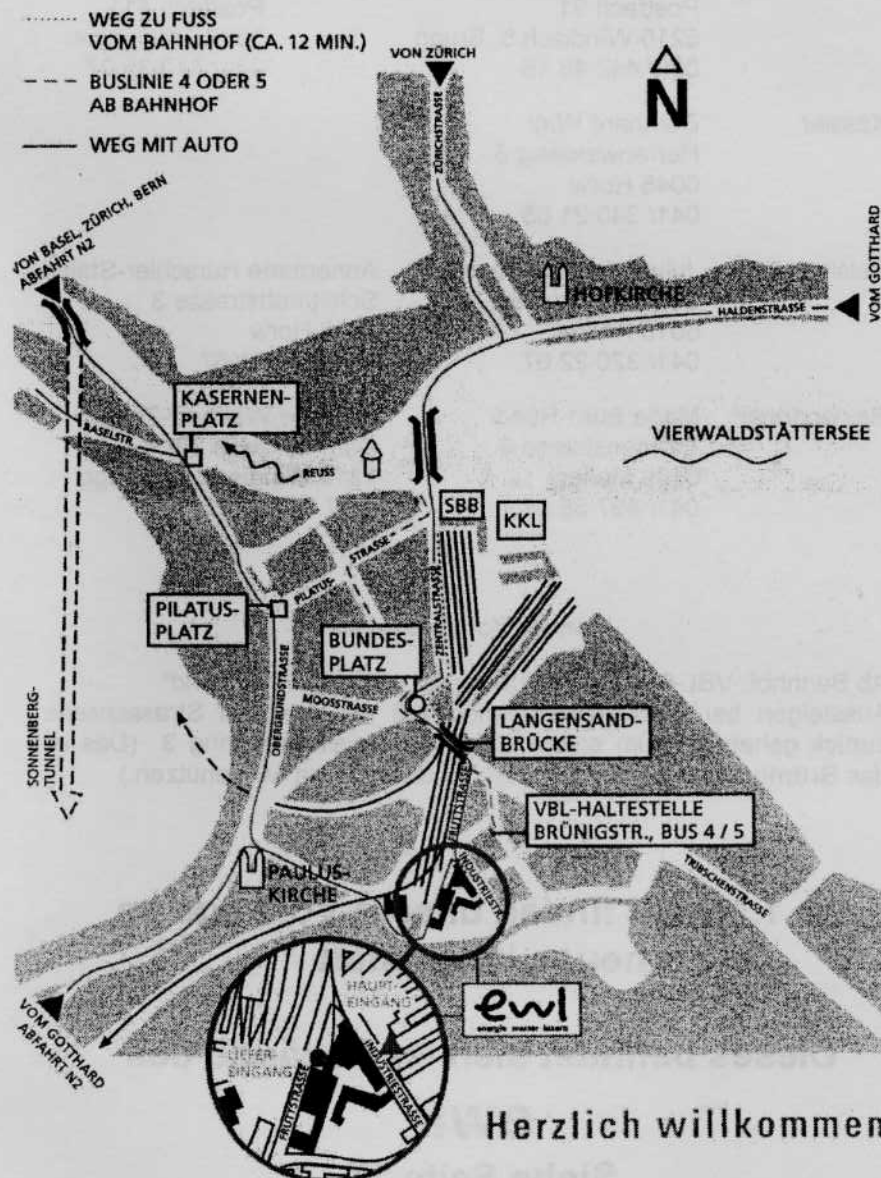 WEG ZU FUSS
VOM BAHNHOF (CA. 12 MIN.)
BUSLINIE 4 ODER 5
AB BAHNHOF
WEG MIT AUTO
VON ZÜRICH
N
ZÜRICHSTRASSE
VON BASEL, ZÜRICH, BERN
ABFAHRT N2
HOFKIRCHE
HALDENSTRASSE
VOM GOTTHARD
KASERNEN-
PLATZ
BASELSTR.
REUSS
VIERWALDSTÄTTERSEE
SBB
KKL
PILATUS-
STRASSE
ZENTRALSTRASSE
PILATUS-
PLATZ
BUNDES-
PLATZ
OBERGRUNDSTRASSE
MOOSSTRASSE
LANGENSAND-
BRÜCKE
SONNENBERG-
TUNNEL
FRUTTSTRASSE
VBL-HALTESTELLE
BRÜNIGSTR., BUS 4 / 5
INDUSTRIESTR.
TRIBSCHENSTRASSE
PAULUS-
KIRCHE
HAUPT-
EINGANG
ewl
energie wasser luzern
VOM GOTTHARD
ABFAHRT N2
LIEFER-
EINGANG
FRUTTSTRASSE
INDUSTRIESTRASSE
Herzlich willkommen